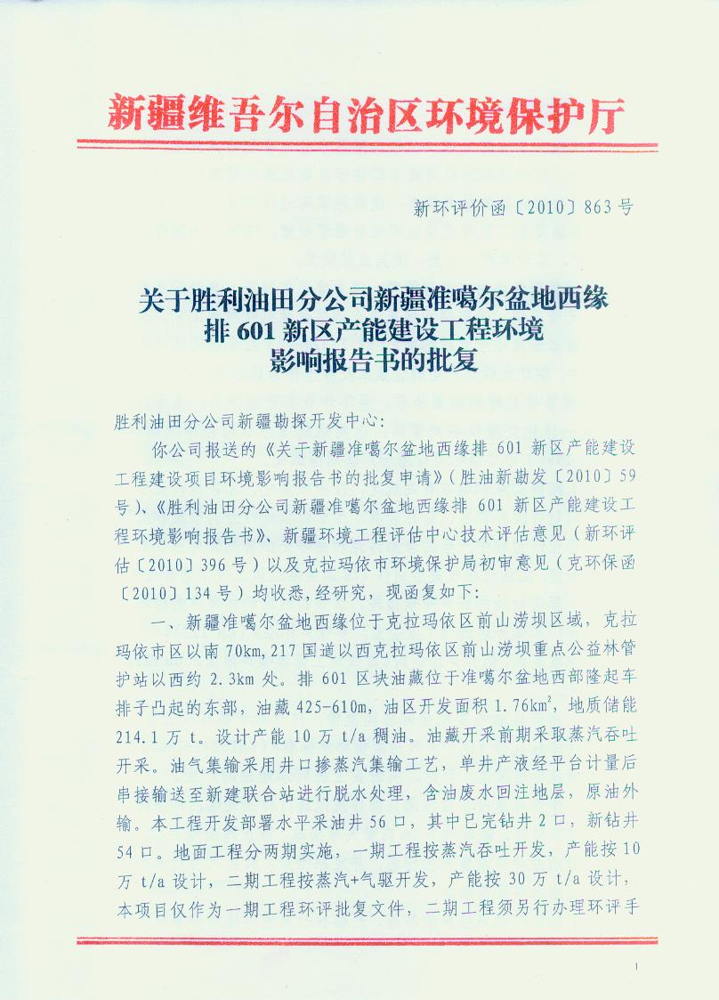 新疆维吾尔自治区环境保护厅
新环评价函〔2010〕863号
关于胜利油田分公司新疆准噶尔盆地西缘
排601新区产能建设工程环境
影响报告书的批复
胜利油田分公司新疆勘探开发中心：
你公司报送的《关于新疆准噶尔盆地西缘排 601 新区产能建设
工程建设项目环境影响报告书的批复申请》（胜油新勘发〔2010〕59
号）、《胜利油田分公司新疆准噶尔盆地西缘排 601 新区产能建设工
程环境影响报告书》、新疆环境工程评估中心技术评估意见（新环评
估〔2010〕396 号）以及克拉玛依市环境保护局初审意见（克环保函
〔2010〕134 号）均收悉,经研究，现函复如下：
一、新疆准噶尔盆地西缘位于克拉玛依区前山涝坝区域，克拉
玛依市区以南 70km,217 国道以西克拉玛依区前山涝坝重点公益林管
护站以西约 2.3km 处。排 601 区块油藏位于准噶尔盆地西部隆起车
排子凸起的东部，油藏 425-610m，油区开发面积 1.76km²，地质储能
214.1 万 t。设计产能 10 万 t/a 稠油。油藏开采前期采取蒸汽吞吐
开采。油气集输采用井口掺蒸汽集输工艺，单井产液经平台计量后
串接输送至新建联合站进行脱水处理，含油废水回注地层，原油外
输。本工程开发部署水平采油井 56 口，其中已完钻井 2 口，新钻井
54 口。地面工程分两期实施，一期工程按蒸汽吞吐开发，产能按 10
万 t/a 设计，二期工程按蒸汽+气驱开发，产能按 30 万 t/a 设计，
本项目仅作为一期工程环评批复文件，二期工程须另行办理环评手
1